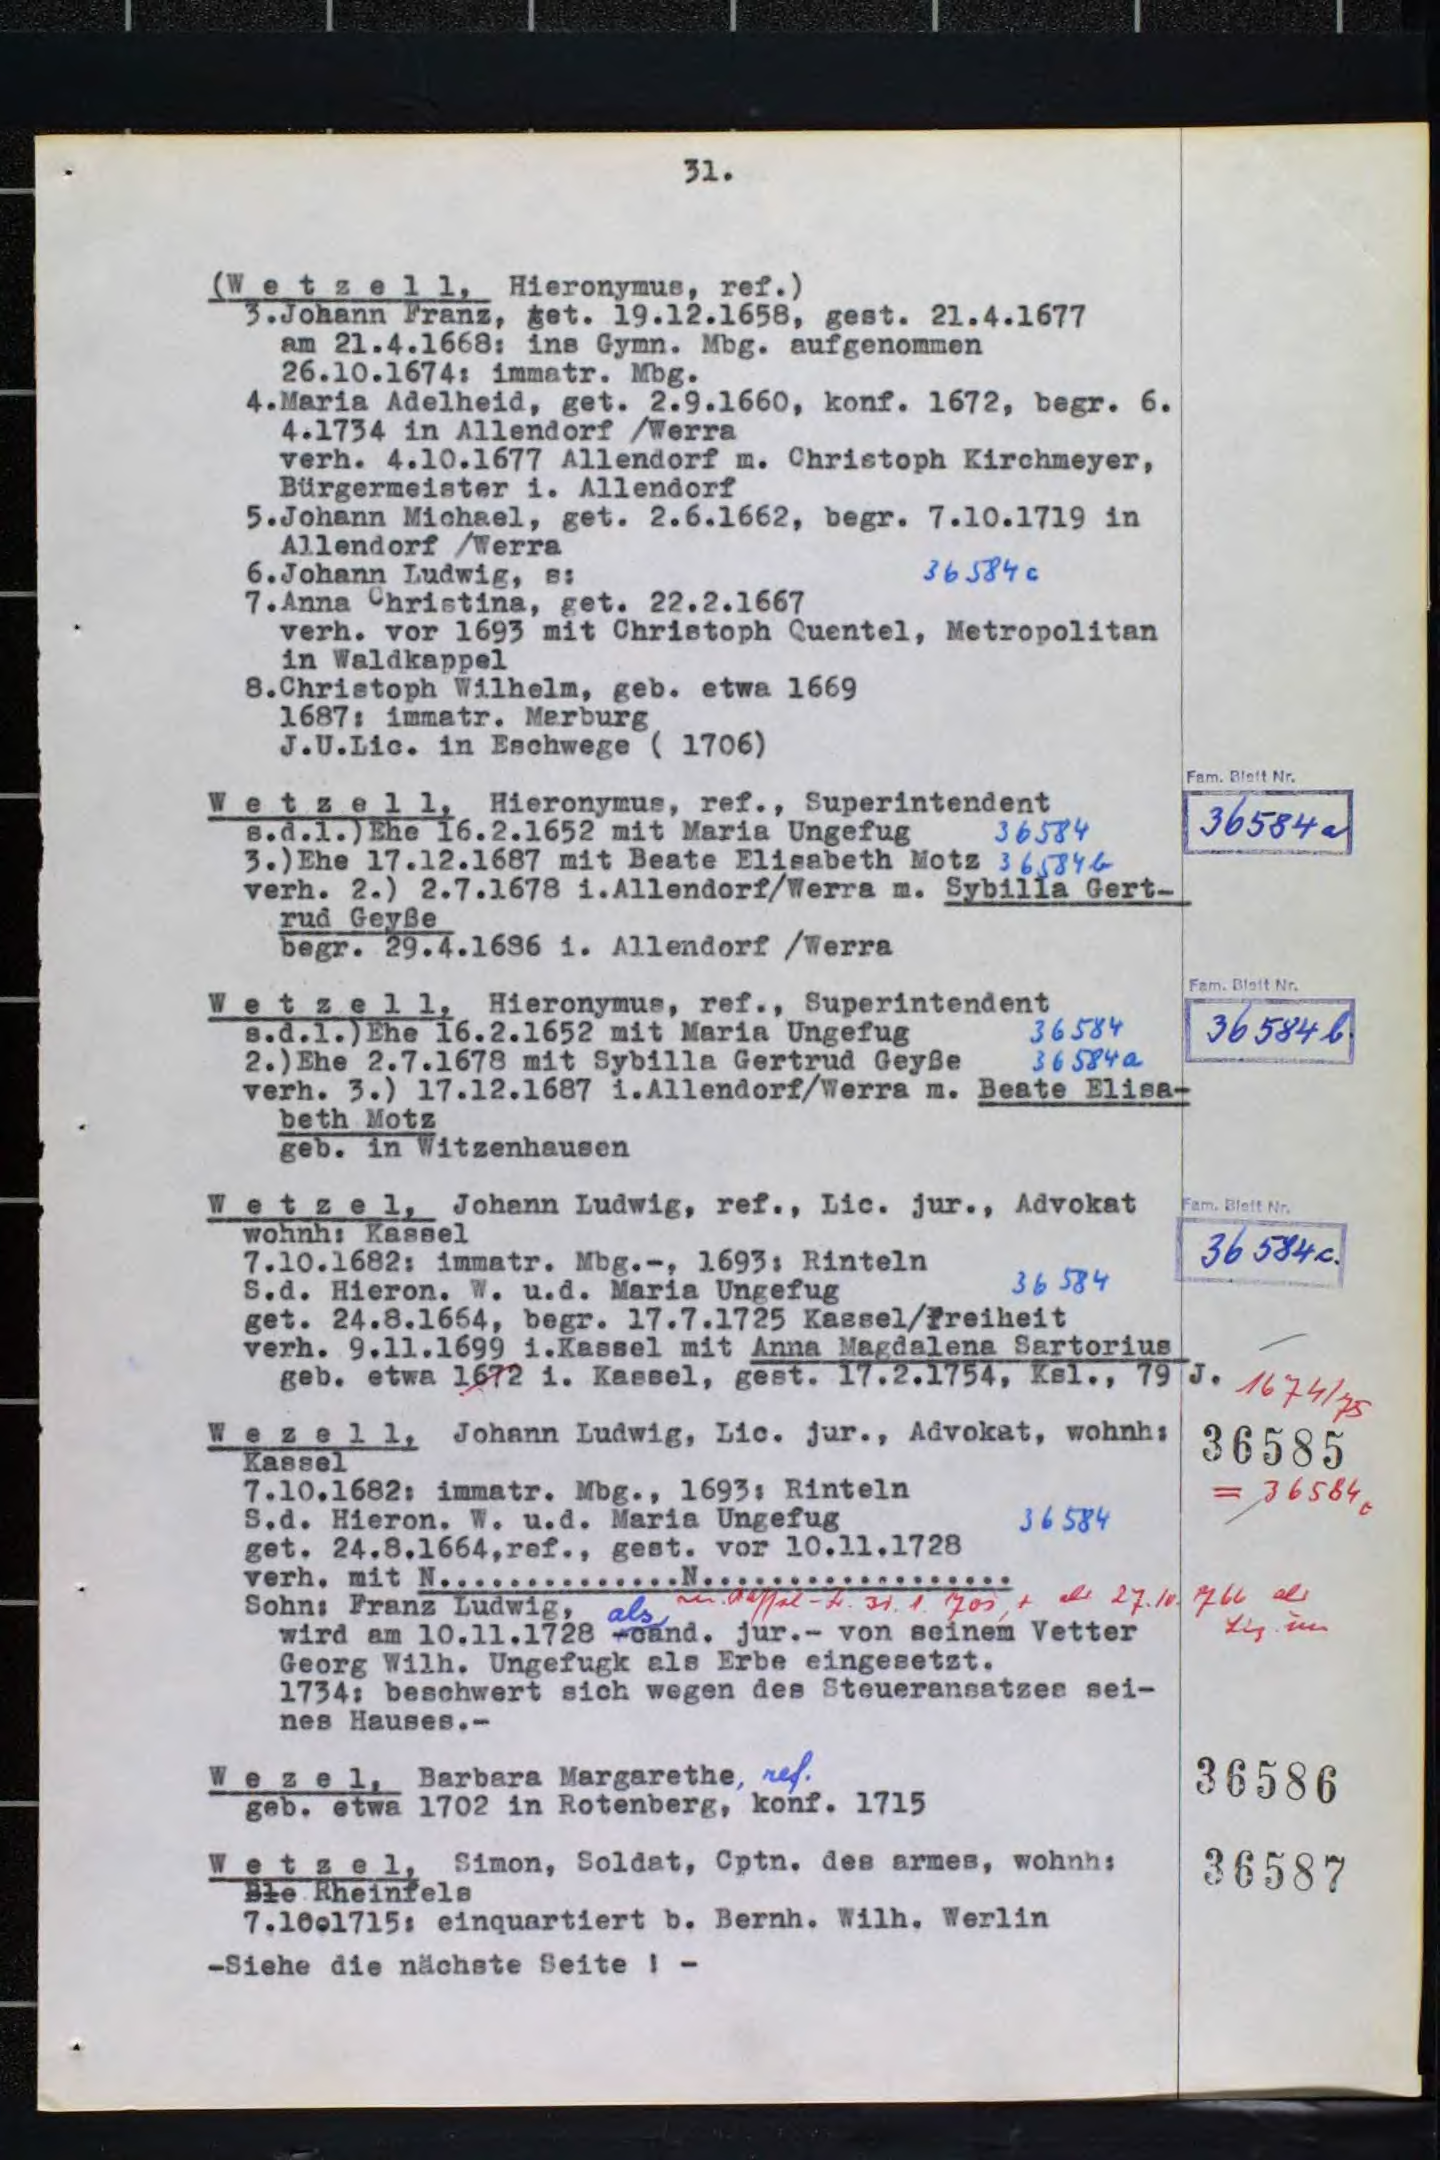 31.
(W e t z e l l, Hieronymus, ref.)
3.Johann Franz, get. 19.12.1658, gest. 21.4.1677
am 21.4.1668: ins Gymn. Mbg. aufgenommen
26.10.1674: immatr. Mbg.
4.Maria Adelheid, get. 2.9.1660, konf. 1672, begr. 6.
4.1734 in Allendorf /Werra
verh. 4.10.1677 Allendorf m. Christoph Kirchmeyer,
Bürgermeister i. Allendorf
5.Johann Michael, get. 2.6.1662, begr. 7.10.1719 in
Allendorf /Werra
6.Johann Ludwig, s: 36584c
7.Anna Christina, get. 22.2.1667
verh. vor 1693 mit Christoph Quentel, Metropolitan
in Waldkappel
8.Christoph Wilhelm, geb. etwa 1669
1687: immatr. Marburg
J.U.Lic. in Eschwege ( 1706)
Fam. Blatt Nr.
W e t z e l l, Hieronymus, ref., Superintendent 36584a
s.d.1.)Ehe 16.2.1652 mit Maria Ungefug 36584
3.)Ehe 17.12.1687 mit Beate Elisabeth Motz 36584b
verh. 2.) 2.7.1678 i.Allendorf/Werra m. Sybilla Gert-
rud Geyße
begr. 29.4.1686 i. Allendorf /Werra
Fam. Blatt Nr.
W e t z e l l, Hieronymus, ref., Superintendent 36584b
s.d.1.)Ehe 16.2.1652 mit Maria Ungefug 36584
2.)Ehe 2.7.1678 mit Sybilla Gertrud Geyße 36584a
verh. 3.) 17.12.1687 i.Allendorf/Werra m. Beate Elisa-
beth Motz
geb. in Witzenhausen
W e t z e l, Johann Ludwig, ref., Lic. jur., Advokat Fam. Blatt Nr.
wohnh: Kassel 36584c.
7.10.1682: immatr. Mbg.-, 1693: Rinteln
S.d. Hieron. W. u.d. Maria Ungefug 36584
get. 24.8.1664, begr. 17.7.1725 Kassel/Freiheit
verh. 9.11.1699 i.Kassel mit Anna Magdalena Sartorius
geb. etwa 1672 i. Kassel, gest. 17.2.1754, Ksl., 79 J. 1674/75
W e z e l l, Johann Ludwig, Lic. jur., Advokat, wohnh: 36585
Kassel
7.10.1682: immatr. Mbg., 1693: Rinteln = 36584c
S.d. Hieron. W. u.d. Maria Ungefug 36584
get. 24.8.1664,ref., gest. vor 10.11.1728
verh. mit N..............N...................
Sohn: Franz Ludwig, 27.10.
wird am 10.11.1728 als -cand. jur.- von seinem Vetter
Georg Wilh. Ungefugk als Erbe eingesetzt.
1734: beschwert sich wegen des Steueransatzes sei-
nes Hauses.-
W e z e l, Barbara Margarethe, ref. 36586
geb. etwa 1702 in Rotenberg, konf. 1715
W e t z e l, Simon, Soldat, Cptn. des armes, wohnh: 36587
Ble Rheinfels
7.10.1715: einquartiert b. Bernh. Wilh. Werlin
-Siehe die nächste Seite ! -